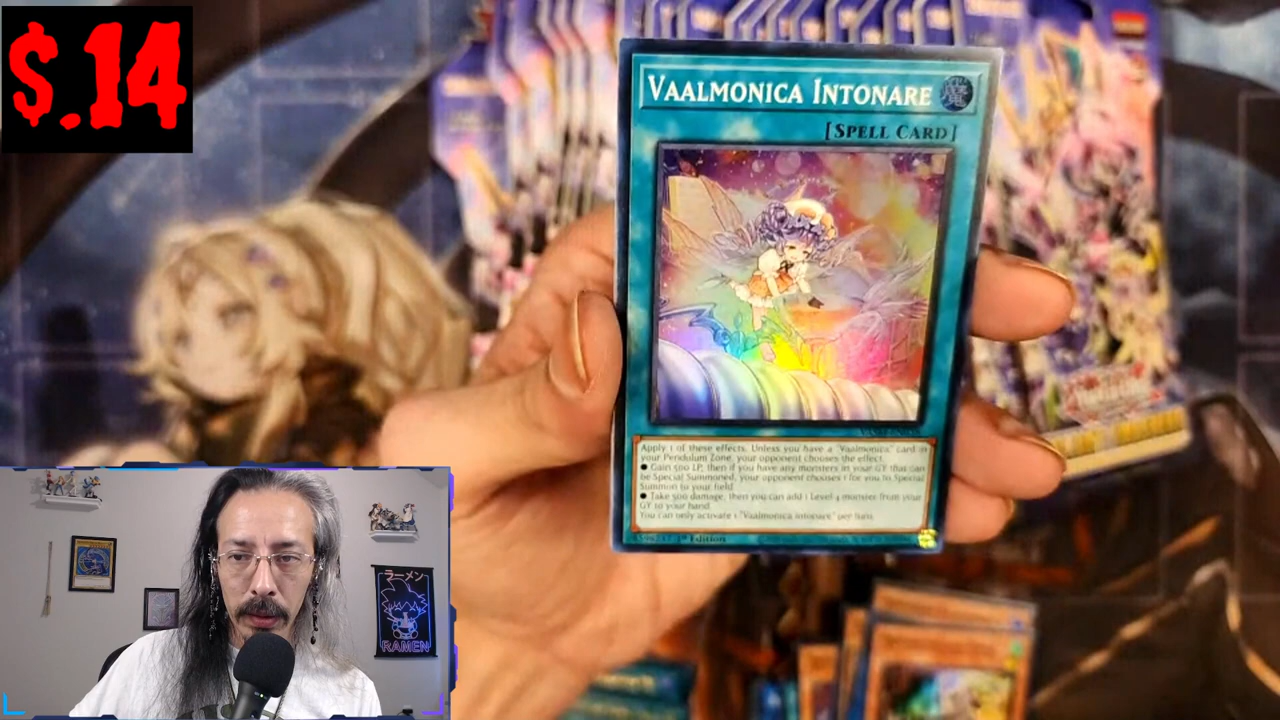 $.14
VAALMONICA INTONARE
[SPELL CARD]
Apply 1 of these effects. Unless you have a "Vaalmonica" card in
your Pendulum Zone, your opponent chooses the effect.
● Gain 500 LP, then if you have any monsters in your GY that can
be Special Summoned, your opponent chooses 1 for you to Special
Summon to your field.
● Take 500 damage, then you can add 1 Level 4 monster from your
GY to your hand.
You can only activate 1 "Vaalmonica Intonare" per turn.
1st Edition
ラーメン
RAMEN